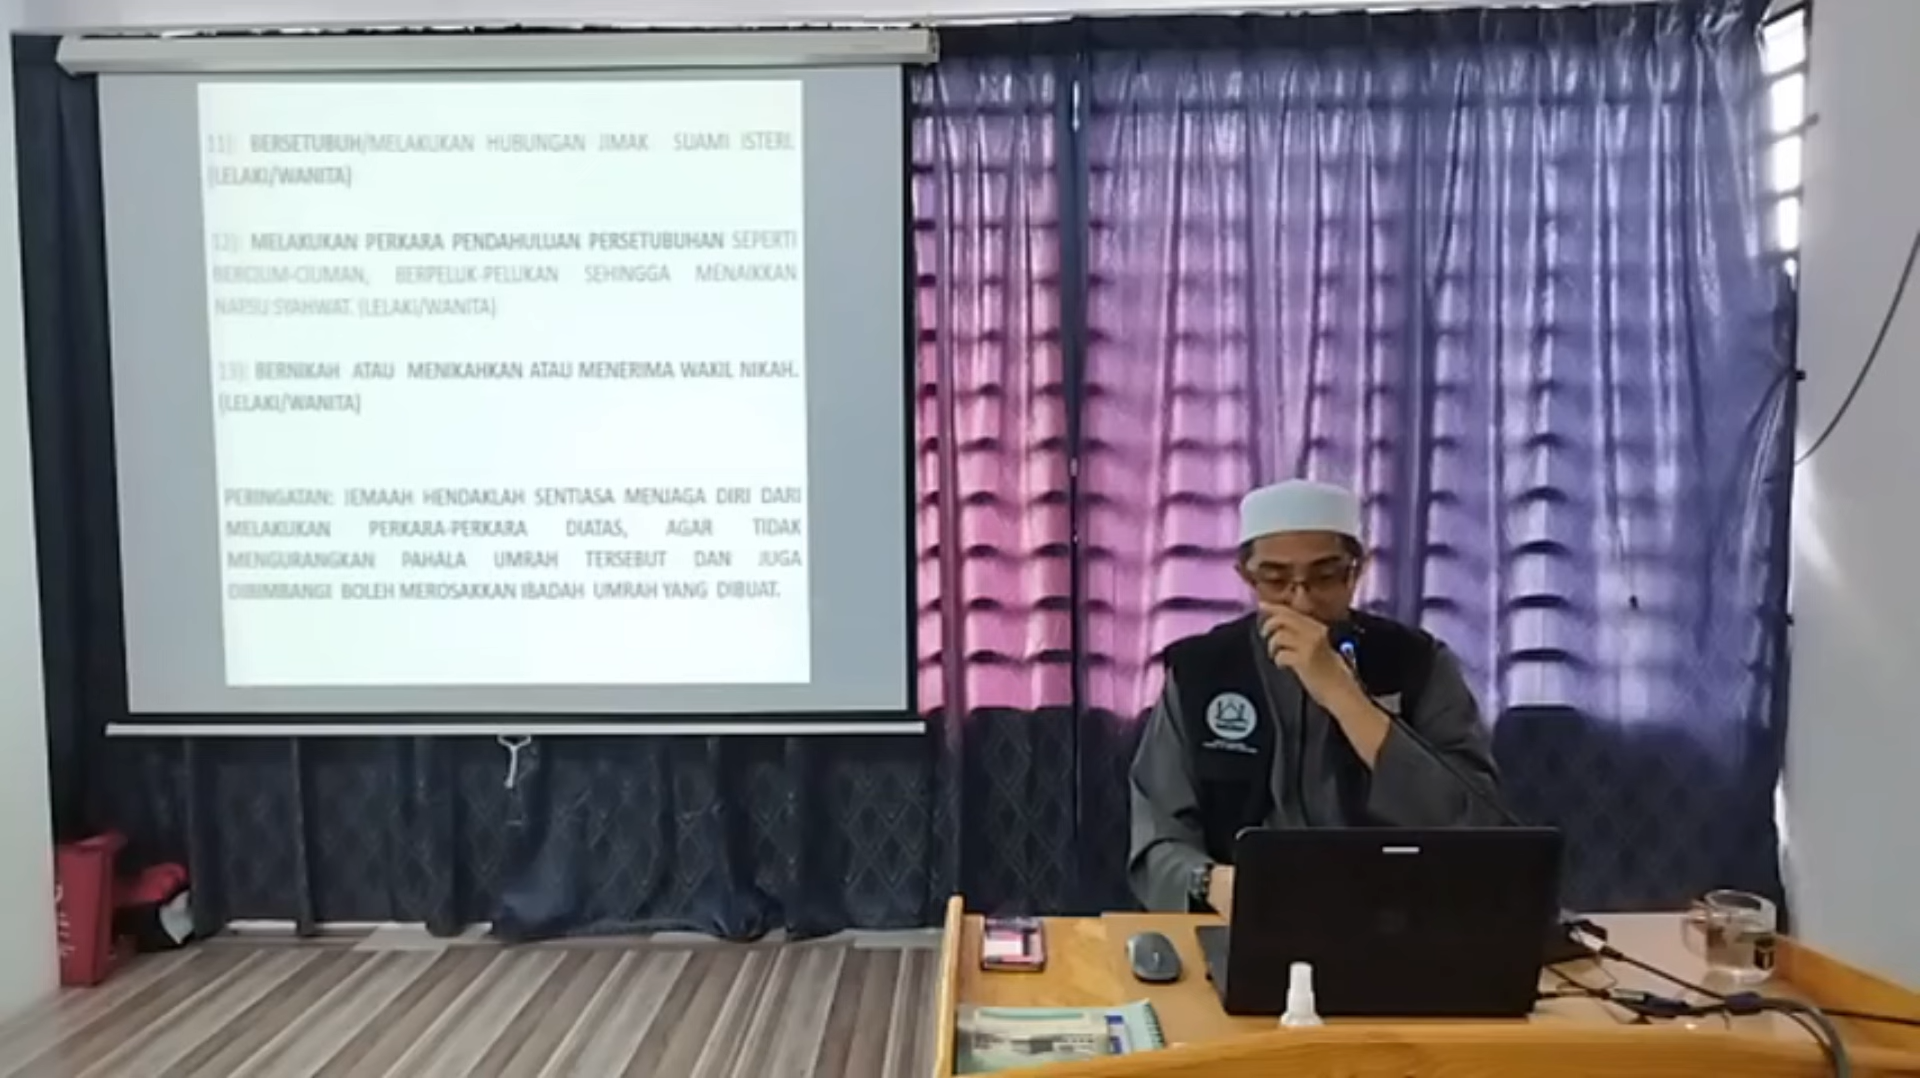 11) BERSETUBUH/MELAKUKAN HUBUNGAN JIMAK SUAMI ISTERI.
(LELAKI/WANITA)
12) MELAKUKAN PERKARA PENDAHULUAN PERSETUBUHAN SEPERTI
BERCIUM-CIUMAN, BERPELUK-PELUKAN SEHINGGA MENAIKKAN
NAFSU SYAHWAT. (LELAKI/WANITA)
13) BERNIKAH ATAU MENIKAHKAN ATAU MENERIMA WAKIL NIKAH.
(LELAKI/WANITA)
PERINGATAN: JEMAAH HENDAKLAH SENTIASA MENJAGA DIRI DARI
MELAKUKAN PERKARA-PERKARA DIATAS, AGAR TIDAK
MENGURANGKAN PAHALA UMRAH TERSEBUT DAN JUGA
DIBIMBANGI BOLEH MEROSAKKAN IBADAH UMRAH YANG DIBUAT.